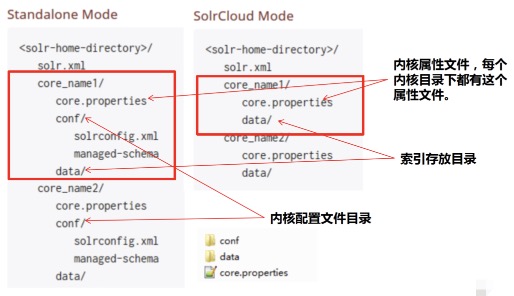 Standalone Mode
<solr-home-directory>/
solr.xml
core_name1/
core.properties
conf/
solrconfig.xml
managed-schema
data/
core_name2/
core.properties
conf/
solrconfig.xml
managed-schema
data/
SolrCloud Mode
<solr-home-directory>/
solr.xml
core_name1/
core.properties
data/
core_name2/
core.properties
data/
内核属性文件，每个
内核目录下都有这个
属性文件。
索引存放目录
内核配置文件目录
conf
data
core.properties